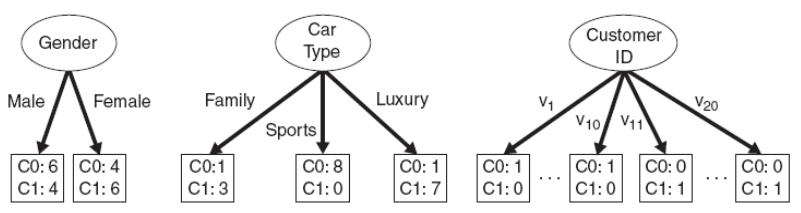 Gender
Male
Female
C0: 6
C1: 4
C0: 4
C1: 6
Car
Type
Family
Sports
Luxury
C0:1
C1: 3
C0: 8
C1: 0
C0: 1
C1: 7
Customer
ID
v1
v10
v11
v20
C0: 1
C1: 0
. . .
C0: 1
C1: 0
C0: 0
C1: 1
. . .
C0: 0
C1: 1